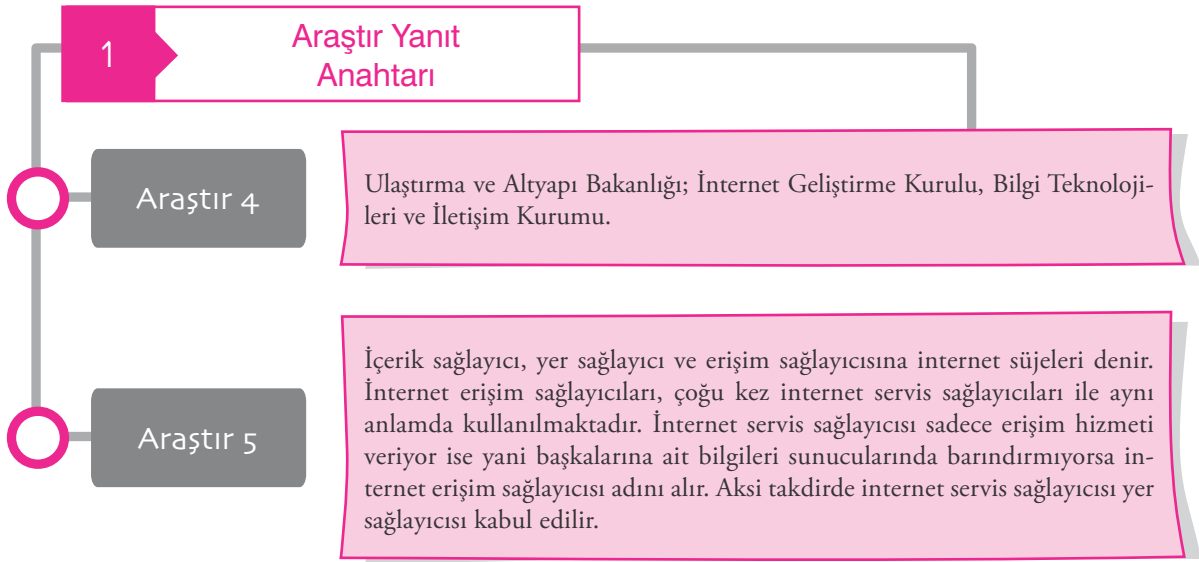 1
Araştır Yanıt
Anahtarı
Araştır 4
Ulaştırma ve Altyapı Bakanlığı; İnternet Geliştirme Kurulu, Bilgi Teknoloji-
leri ve İletişim Kurumu.
Araştır 5
İçerik sağlayıcı, yer sağlayıcı ve erişim sağlayıcısına internet süjeleri denir.
İnternet erişim sağlayıcıları, çoğu kez internet servis sağlayıcıları ile aynı
anlamda kullanılmaktadır. İnternet servis sağlayıcısı sadece erişim hizmeti
veriyor ise yani başkalarına ait bilgileri sunucularında barındırmıyorsa in-
ternet erişim sağlayıcısı adını alır. Aksi takdirde internet servis sağlayıcısı yer
sağlayıcısı kabul edilir.